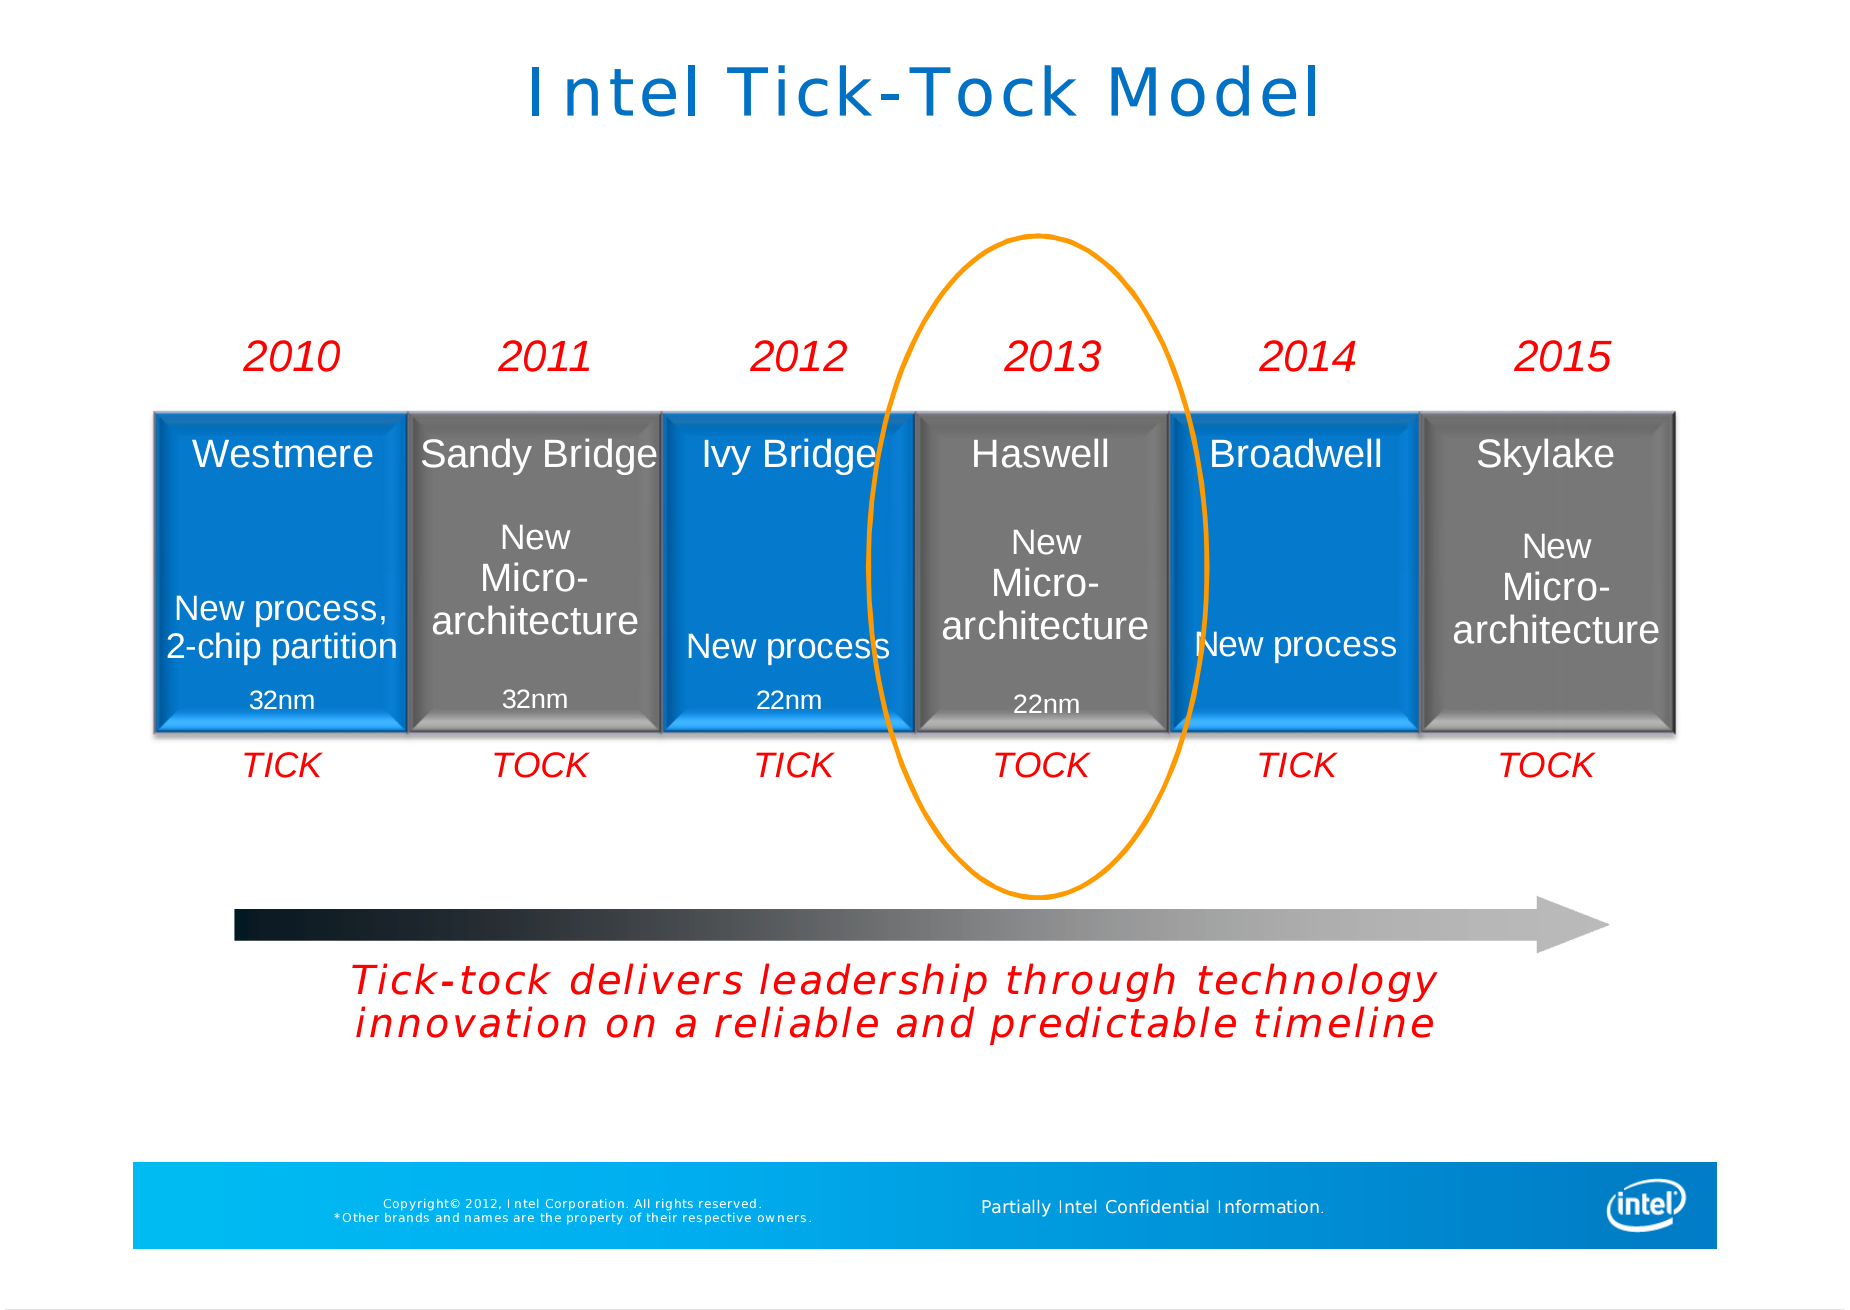 Intel Tick-Tock Model
2010 2011 2012 2013 2014 2015
Westmere
New process,
2-chip partition
32nm
TICK
Sandy Bridge
New
Micro-
architecture
32nm
TOCK
Ivy Bridge
New process
22nm
TICK
Haswell
New
Micro-
architecture
22nm
TOCK
Broadwell
New process
TICK
Skylake
New
Micro-
architecture
TOCK
Tick-tock delivers leadership through technology
innovation on a reliable and predictable timeline
Copyright© 2012, Intel Corporation. All rights reserved.
*Other brands and names are the property of their respective owners.
Partially Intel Confidential Information.
intel